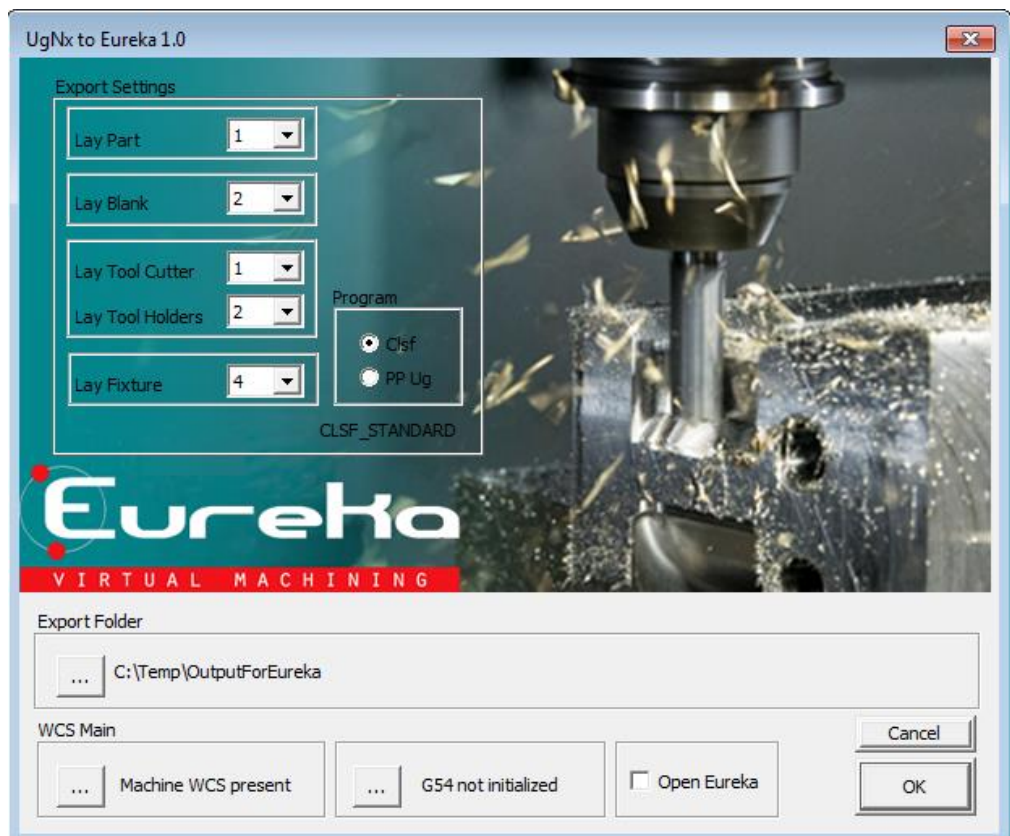 UgNx to Eureka 1.0
Export Settings
Lay Part 1
Lay Blank 2
Lay Tool Cutter 1
Lay Tool Holders 2
Program
Clsf
PP Ug
Lay Fixture 4
CLSF_STANDARD
Eureka
VIRTUAL MACHINING
Export Folder
... C:\Temp\OutputForEureka
WCS Main
... Machine WCS present
... G54 not initialized
Open Eureka
Cancel
OK